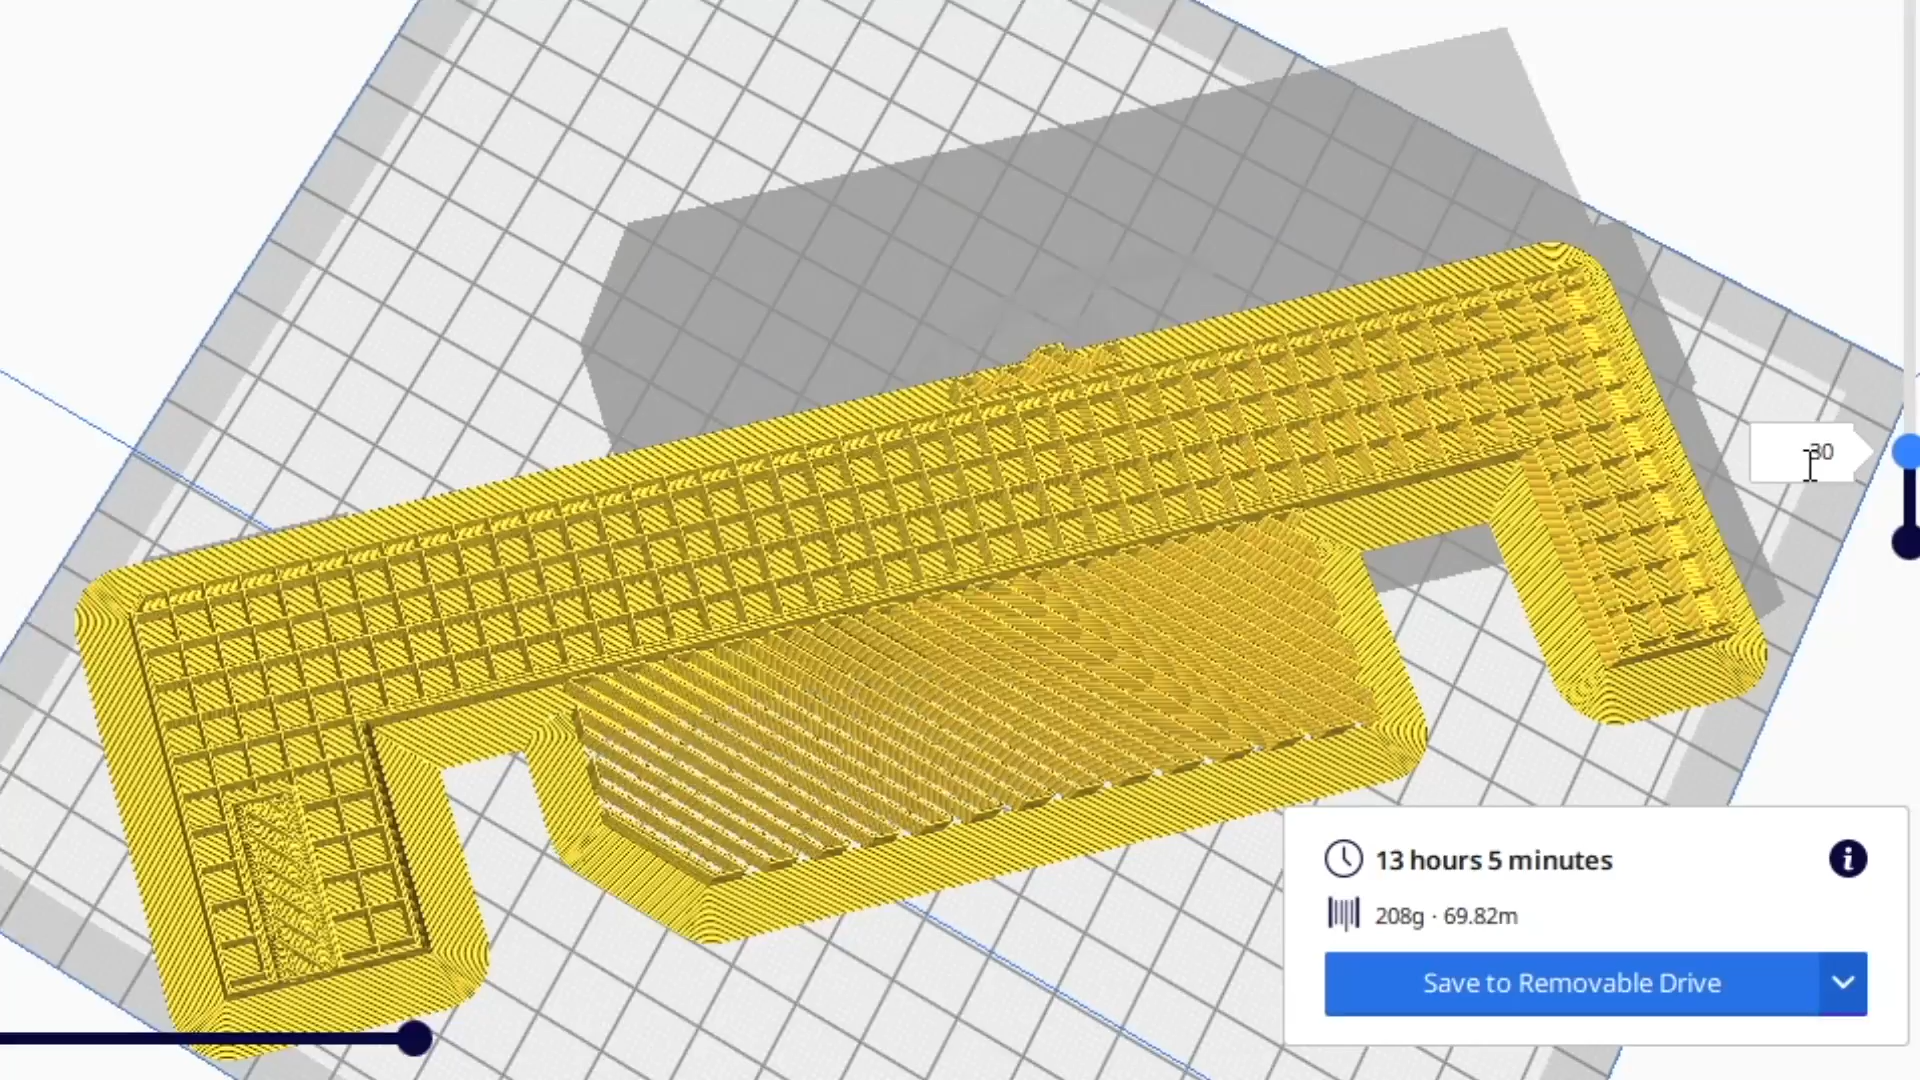 30
13 hours 5 minutes
i
208g · 69.82m
Save to Removable Drive